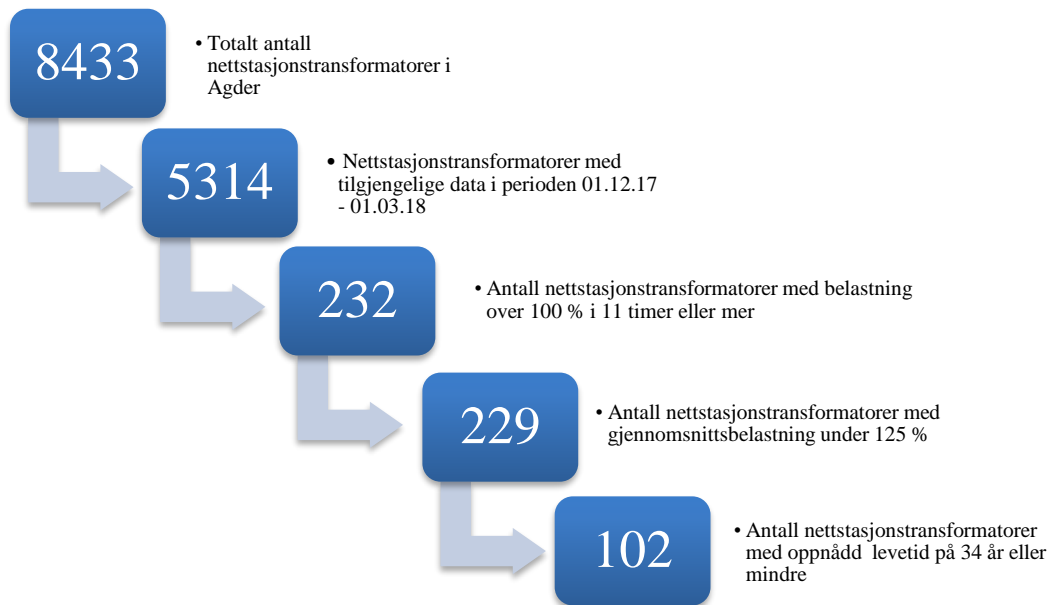 8433
• Totalt antall
nettstasjonstransformatorer i
Agder
5314
• Nettstasjonstransformatorer med
tilgjengelige data i perioden 01.12.17
- 01.03.18
232
• Antall nettstasjonstransformatorer med belastning
over 100 % i 11 timer eller mer
229
• Antall nettstasjonstransformatorer med
gjennomsnittsbelastning under 125 %
102
• Antall nettstasjonstransformatorer
med oppnådd levetid på 34 år eller
mindre